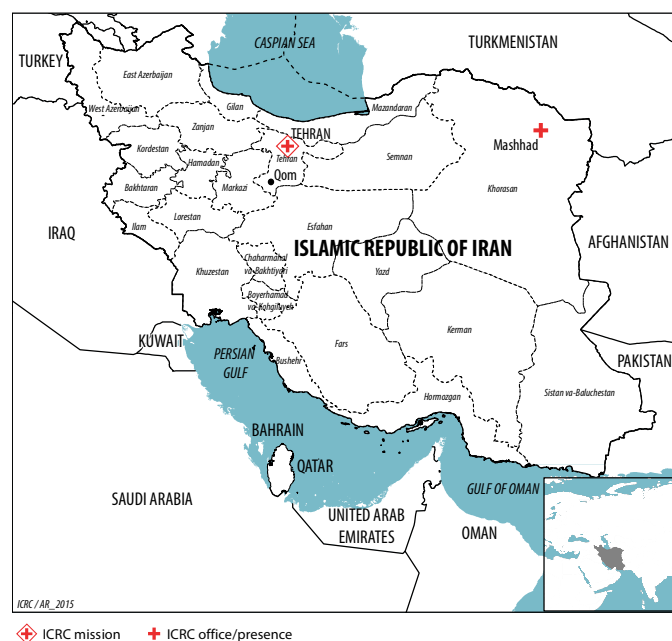 CASPIAN SEA
TURKMENISTAN
TURKEY
East Azerbaijan
West Azerbaijan
Gilan
Mazandaran
Zanjan
TEHRAN
Mashhad
Kordestan
Hamadan
Tehran
Semnan
Qom
Khorasan
Bakhtaran
Markazi
Lorestan
Ilam
IRAQ
Esfahan
ISLAMIC REPUBLIC OF IRAN
AFGHANISTAN
Khuzestan
Chaharmahal
va-Bakhtiyari
Yazd
Boyerhamad
va-Kohgiluyeh
KUWAIT
PERSIAN
GULF
Bushehr
Fars
Kerman
PAKISTAN
Hormozgan
Sistan va-Baluchestan
BAHRAIN
QATAR
GULF OF OMAN
SAUDI ARABIA
UNITED ARAB
EMIRATES
OMAN
ICRC / AR_2015
ICRC mission
ICRC office/presence